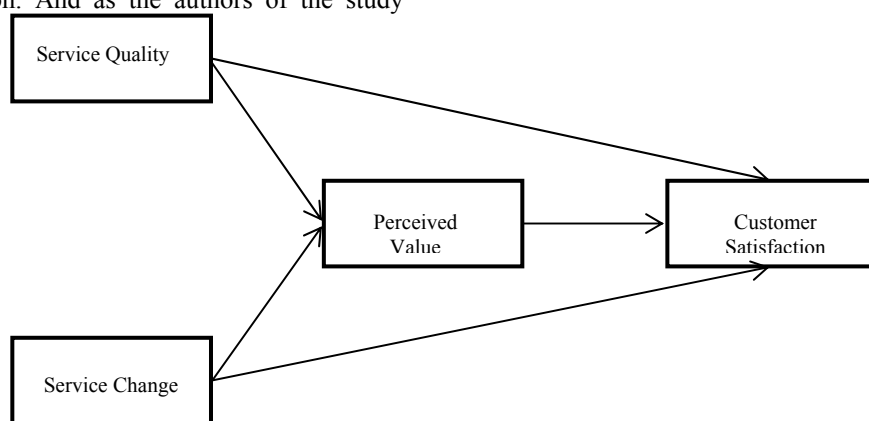 on. And as the authors of the study
Service Quality
Perceived
Value
Customer
Satisfaction
Service Change